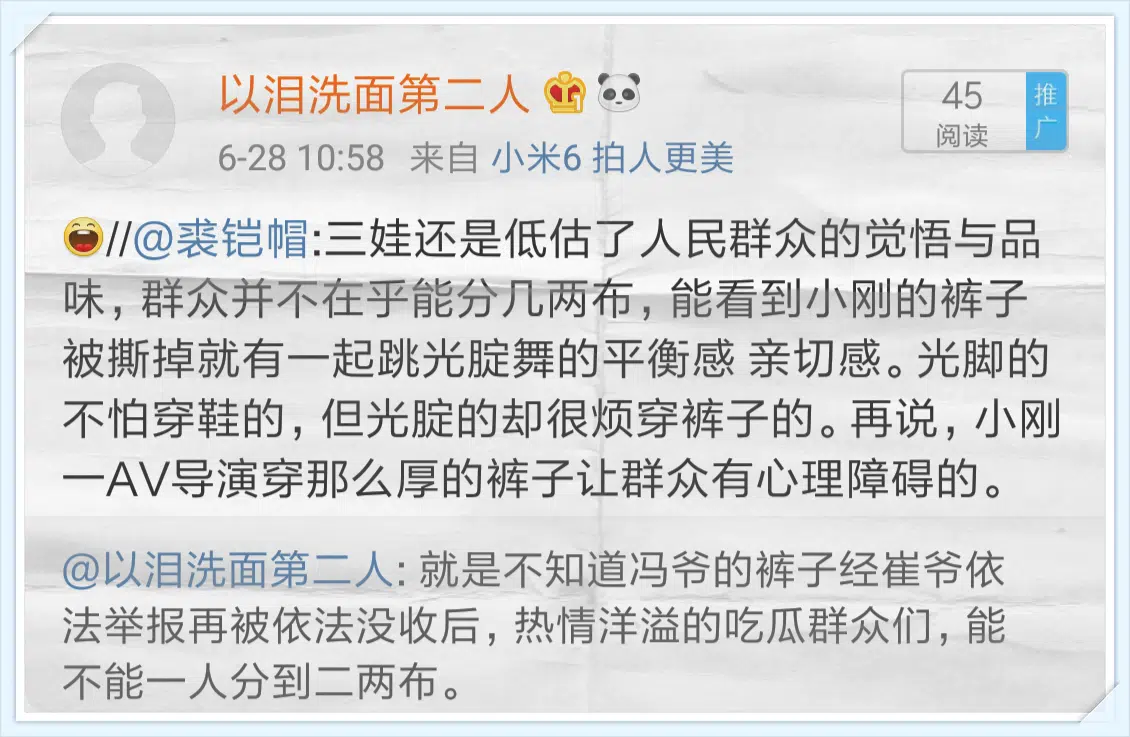 以泪洗面第二人
45
阅读
推广
6-28 10:58 来自 小米6 拍人更美
//@裘铠帽:三娃还是低估了人民群众的觉悟与品
味，群众并不在乎能分几两布，能看到小刚的裤子
被撕掉就有一起跳光腚舞的平衡感 亲切感。光脚的
不怕穿鞋的，但光腚的却很烦穿裤子的。再说，小刚
一AV导演穿那么厚的裤子让群众有心理障碍的。
@以泪洗面第二人: 就是不知道冯爷的裤子经崔爷依
法举报再被依法没收后，热情洋溢的吃瓜群众们，能
不能一人分到二两布。